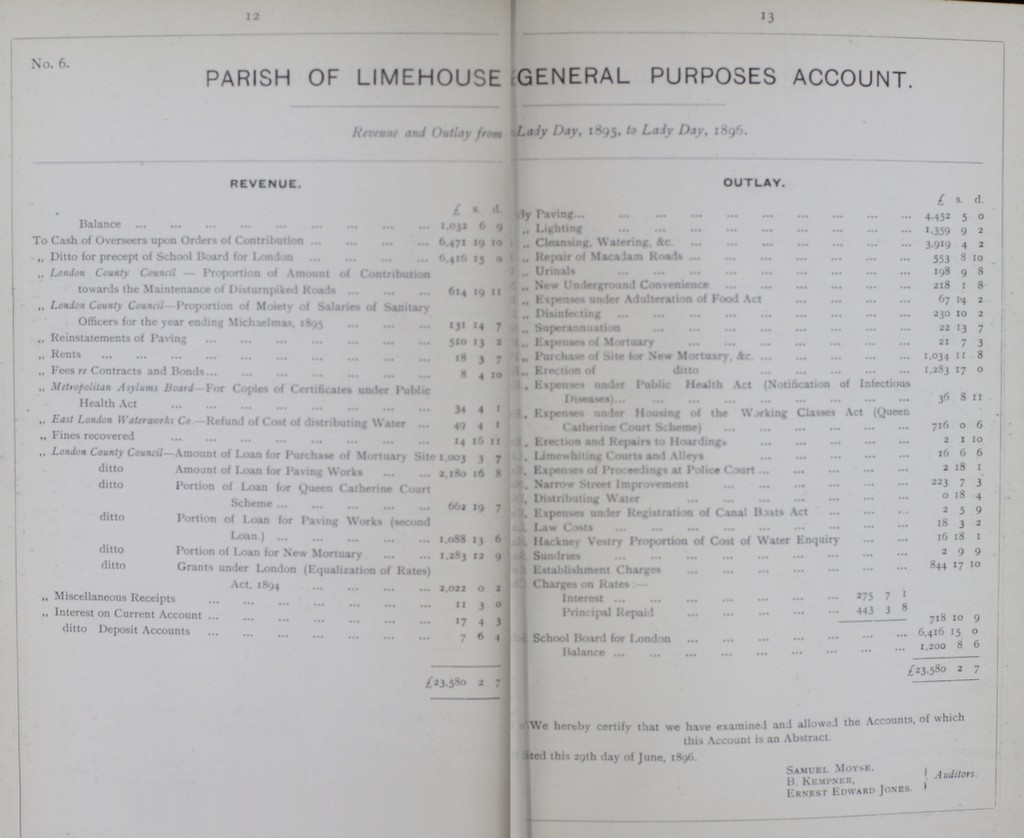 12
No. 6.
PARISH OF LIMEHOUSE
Revenue and Outlay from
REVENUE.
£ s. d.
Balance ... 1,032 6 9
To Cash of Overseers upon Orders of Contribution ... 6,471 19 10
„ Ditto for precept of School Board for London ... 6,416 15 0
„ London County Council — Proportion of Amount of Contribution
towards the Maintenance of Disturnpiked Roads ... 614 19 11
„ London County Council—Proportion of Moiety of Salaries of Sanitary
Officers for the year ending Michaelmas, 1895 ... 131 14 7
„ Reinstatements of Paving ... 510 13 2
„ Rents ... 18 3 7
„ Fees re Contracts and Bonds ... 8 4 10
„ Metropolitan Asylums Board—For Copies of Certificates under Public
Health Act ... 34 4 1
„ East London Waterworks Co.—Refund of Cost of distributing Water ... 49 4 1
„ Fines recovered ... 14 16 11
„ London County Council—Amount of Loan for Purchase of Mortuary Site 1,003 3 7
ditto Amount of Loan for Paving Works ... 2,180 16 8
ditto Portion of Loan for Queen Catherine Court
Scheme ... 662 19 7
ditto Portion of Loan for Paving Works (second
Loan.) ... 1,088 13 6
ditto Portion of Loan for New Mortuary ... 1,283 12 9
ditto Grants under London (Equalization of Rates)
Act, 1894 ... 2,022 0 2
„ Miscellaneous Receipts ... 11 3 0
„ Interest on Current Account ... 17 4 3
ditto Deposit Accounts ... 7 6 4
£23,580 2 7
13
GENERAL PURPOSES ACCOUNT.
Lady Day, 1895, to Lady Day, 1896.
OUTLAY.
£ s. d.
By Paving ... 4,452 5 0
„ Lighting ... 1,359 9 2
„ Cleansing, Watering, &c. ... 3,919 4 2
„ Repair of Macadam Roads ... 553 8 10
„ Urinals ... 198 9 8
„ New Underground Convenience ... 218 1 8
„ Expenses under Adulteration of Food Act ... 67 14 2
„ Disinfecting ... 230 10 2
„ Superannuation ... 22 13 7
„ Expenses of Mortuary ... 21 7 3
„ Purchase of Site for New Mortuary, &c. ... 1,034 11 8
„ Erection of ditto ... 1,283 17 0
„ Expenses under Public Health Act (Notification of Infectious
Diseases) ... 36 8 11
„ Expenses under Housing of the Working Classes Act (Queen
Catherine Court Scheme) ... 716 0 6
„ Erection and Repairs to Hoardings ... 2 1 10
„ Limewhiting Courts and Alleys ... 16 6 6
„ Expenses of Proceedings at Police Court ... 2 18 1
„ Narrow Street Improvement ... 223 7 3
„ Distributing Water ... 0 18 4
„ Expenses under Registration of Canal Boats Act ... 2 5 9
„ Law Costs ... 18 3 2
„ Hackney Vestry Proportion of Cost of Water Enquiry ... 16 18 1
Sundries ... 2 9 9
Establishment Charges ... 844 17 10
Charges on Rates :—
Interest ... 275 7 1
Principal Repaid ... 443 3 8
718 10 9
School Board for London ... 6,416 15 0
Balance ... 1,200 8 6
£23,580 2 7
We hereby certify that we have examined and allowed the Accounts, of which
this Account is an Abstract.
ited this 29th day of June, 1896.
SAMUEL MOYSE,
B. KEMPNER,
ERNEST EDWARD JONES.
} Auditors.